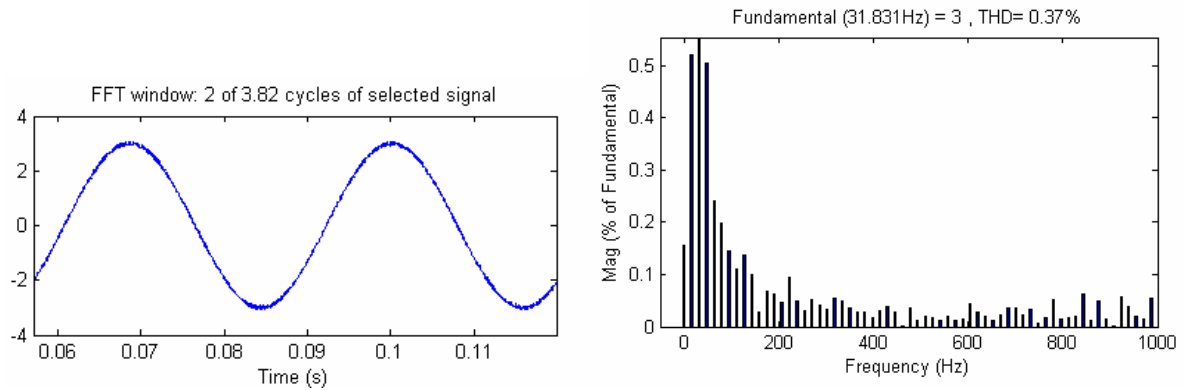 FFT window: 2 of 3.82 cycles of selected signal
4
2
0
-2
-4
0.06 0.07 0.08 0.09 0.1 0.11
Time (s)
Fundamental (31.831Hz) = 3 , THD= 0.37%
Mag (% of Fundamental)
0.5
0.4
0.3
0.2
0.1
0
0 200 400 600 800 1000
Frequency (Hz)